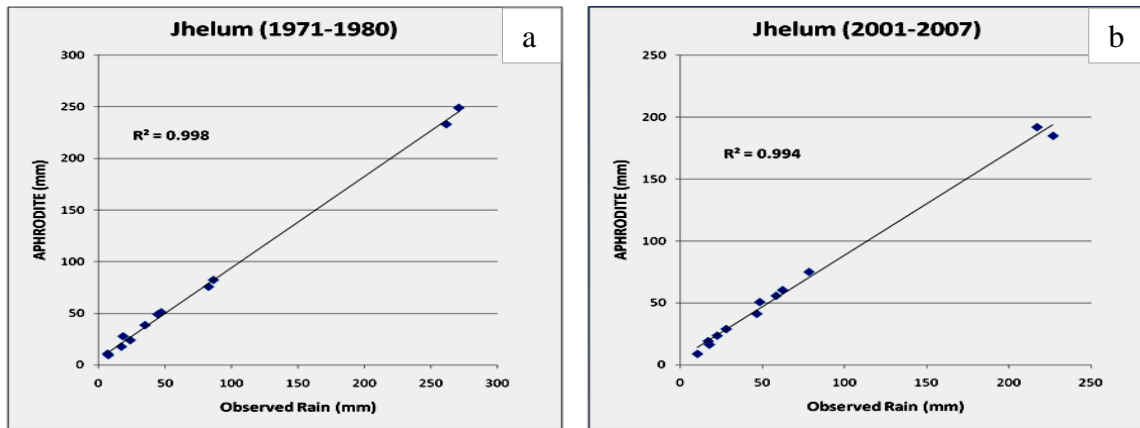 Jhelum (1971-1980)
a
300
250
200
150
100
50
0
R² = 0.998
APHRODITE (mm)
0 50 100 150 200 250 300
Observed Rain (mm)
Jhelum (2001-2007)
b
250
200
150
100
50
0
R² = 0.994
APHRODITE (mm)
0 50 100 150 200 250
Observed Rain (mm)